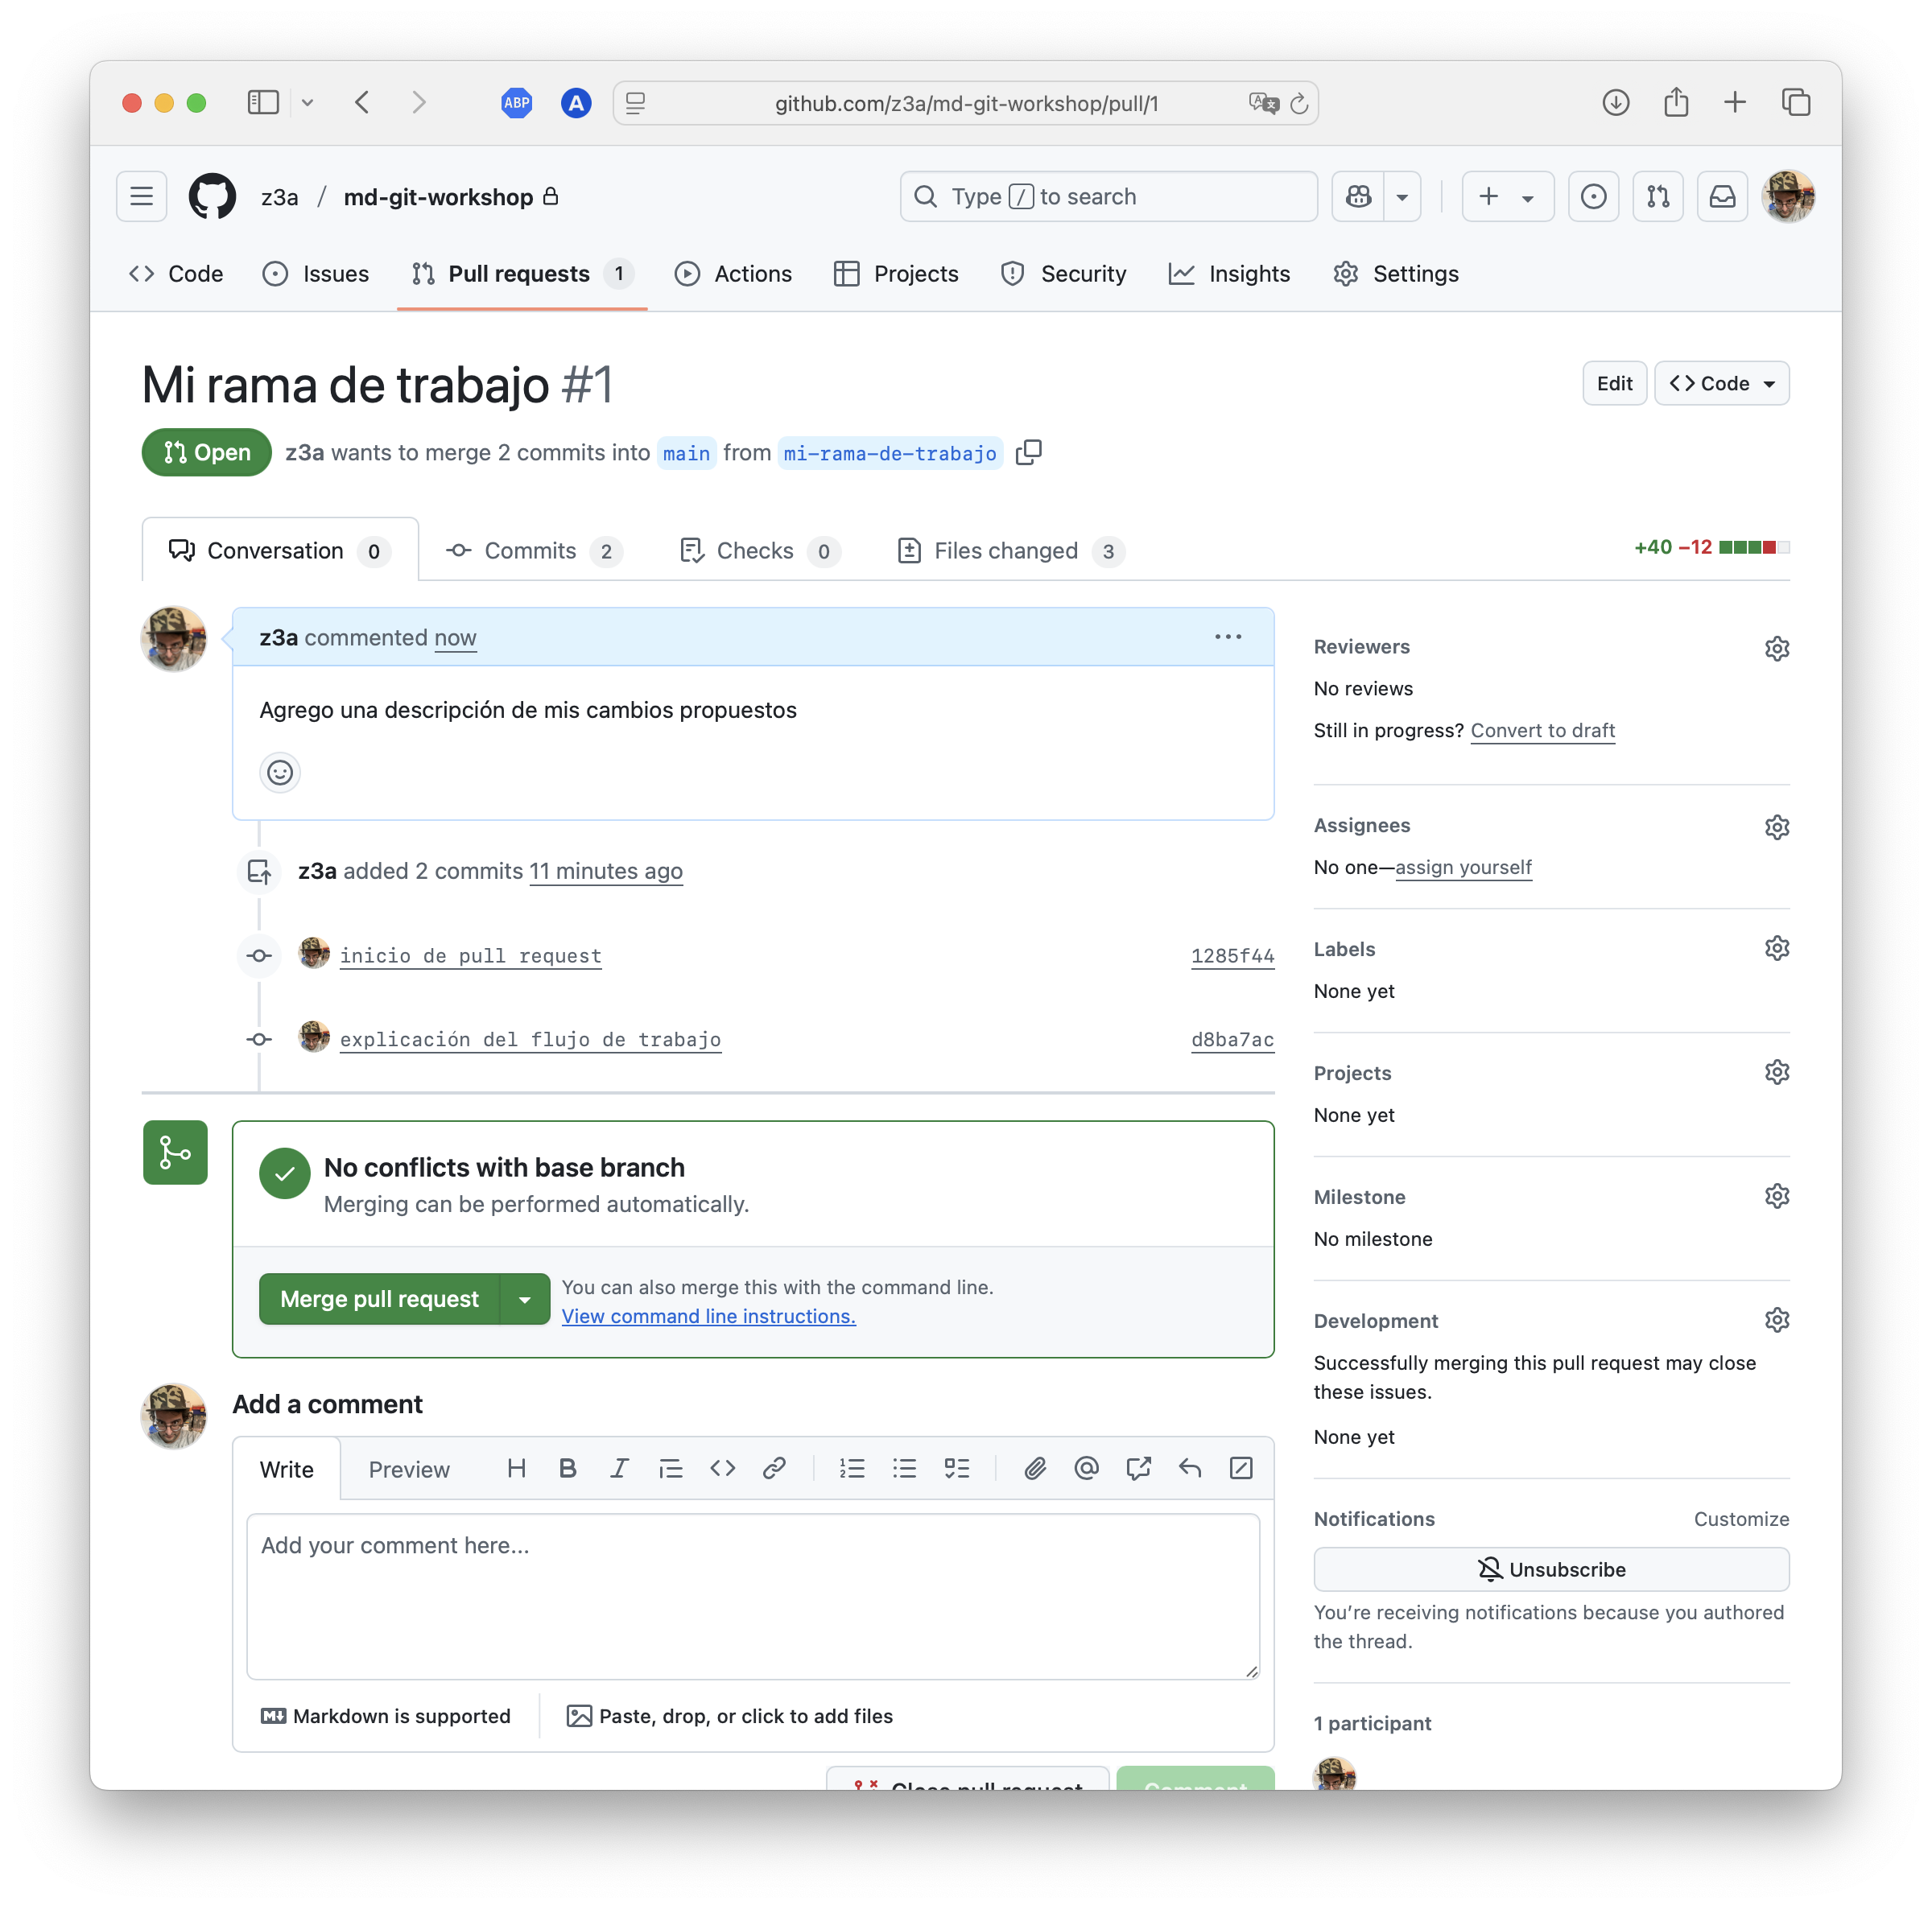 ABP A github.com/z3a/md-git-workshop/pull/1
z3a / md-git-workshop Type / to search
Code Issues Pull requests 1 Actions Projects Security Insights Settings
Mi rama de trabajo #1 Edit Code
Open z3a wants to merge 2 commits into main from mi-rama-de-trabajo
Conversation 0 Commits 2 Checks 0 Files changed 3 +40 −12
z3a commented now
Agrego una descripción de mis cambios propuestos
z3a added 2 commits 11 minutes ago
inicio de pull request 1285f44
explicación del flujo de trabajo d8ba7ac
No conflicts with base branch
Merging can be performed automatically.
Merge pull request
You can also merge this with the command line.
View command line instructions.
Add a comment
Write Preview H B I
Add your comment here...
Markdown is supported Paste, drop, or click to add files
Close pull request Comment
Reviewers
No reviews
Still in progress? Convert to draft
Assignees
No one—assign yourself
Labels
None yet
Projects
None yet
Milestone
No milestone
Development
Successfully merging this pull request may close
these issues.
None yet
Notifications Customize
Unsubscribe
You’re receiving notifications because you authored
the thread.
1 participant